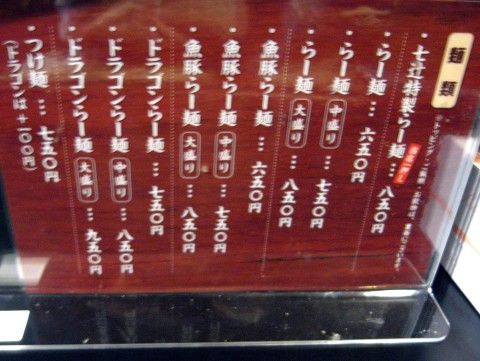 麺類
・七辻特製らー麺…八五〇円
・らー麺…六五〇円
・らー麺 中盛り…七五〇円
・らー麺 大盛り…八五〇円
・魚豚らー麺…六五〇円
・魚豚らー麺 中盛り…七五〇円
・魚豚らー麺 大盛り…八五〇円
・ドラゴンらー麺…七五〇円
・ドラゴンらー麺 中盛り…八五〇円
・ドラゴンらー麺 大盛り…九五〇円
・つけ麺…七五〇円
(ドラゴンは+一〇〇円)